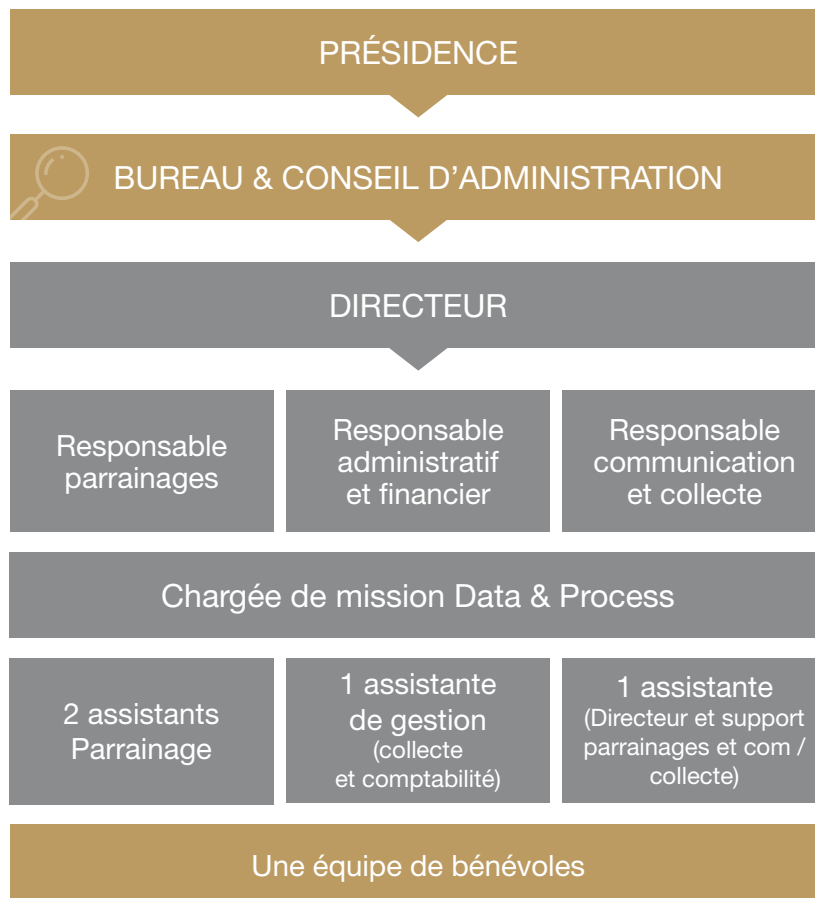 PRÉSIDENCE
BUREAU & CONSEIL D’ADMINISTRATION
DIRECTEUR
Responsable
parrainages
Responsable
administratif
et financier
Responsable
communication
et collecte
Chargée de mission Data & Process
2 assistants
Parrainage
1 assistante
de gestion
(collecte
et comptabilité)
1 assistante
(Directeur et support
parrainages et com /
collecte)
Une équipe de bénévoles